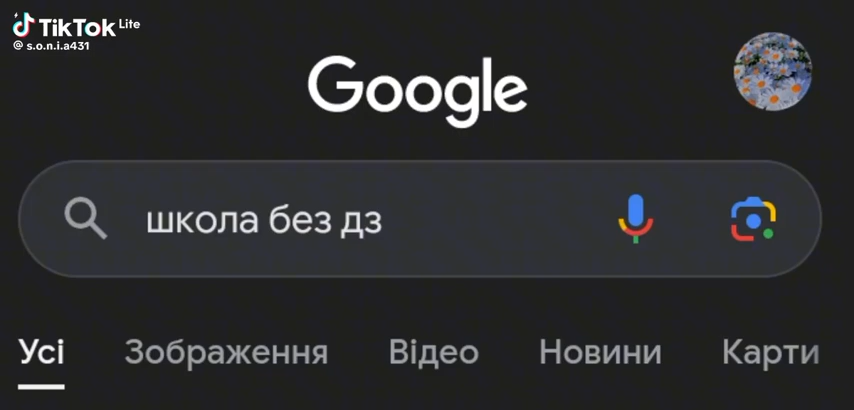 TikTok Lite
@ s.o.n.i.a431
Google
школа без дз
Усі Зображення Відео Новини Карти